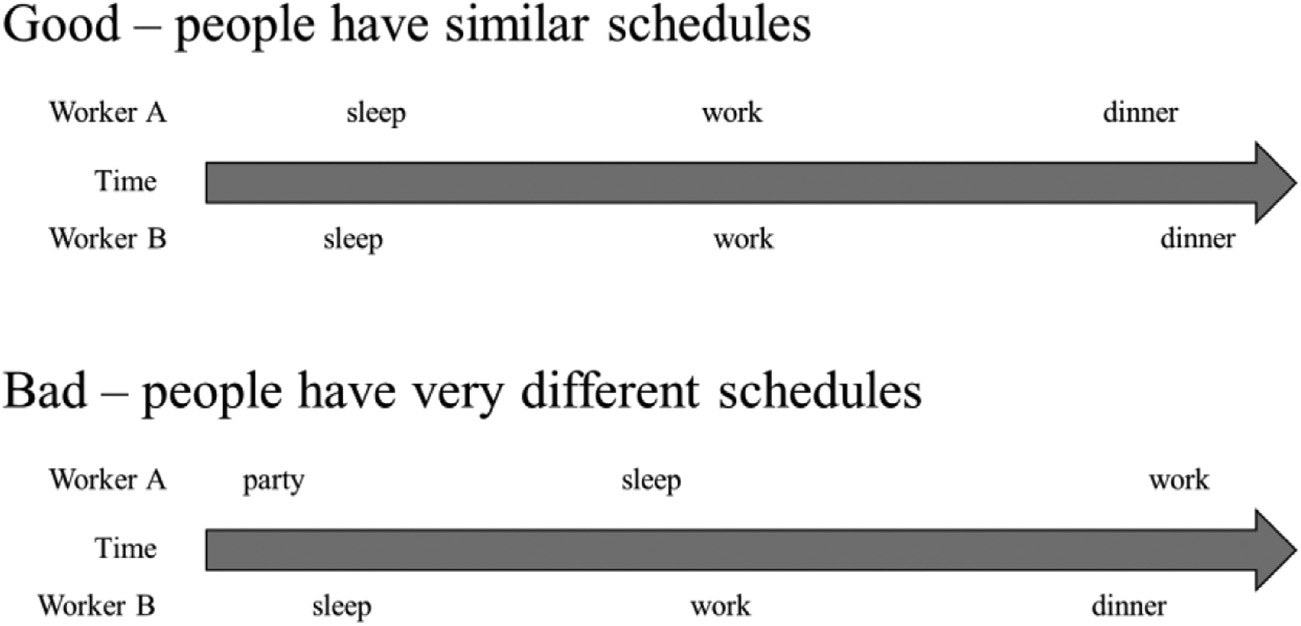 Good – people have similar schedules
Worker A sleep work dinner
Time
Worker B sleep work dinner
Bad – people have very different schedules
Worker A party sleep work
Time
Worker B sleep work dinner